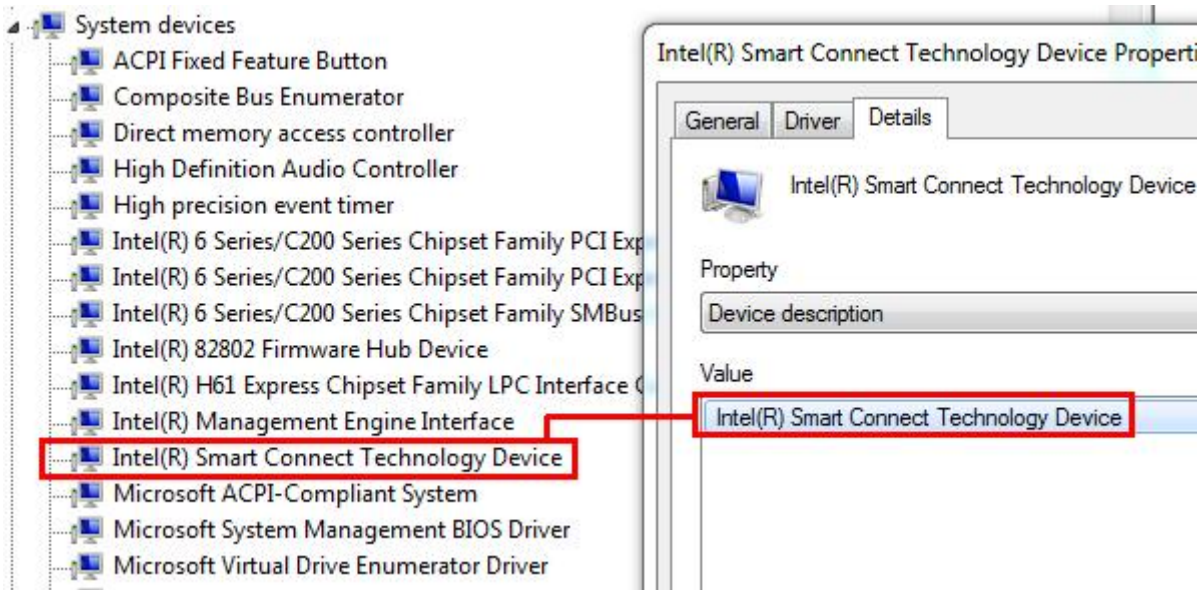 System devices
ACPI Fixed Feature Button
Composite Bus Enumerator
Direct memory access controller
High Definition Audio Controller
High precision event timer
Intel(R) 6 Series/C200 Series Chipset Family PCI
Intel(R) 6 Series/C200 Series Chipset Family PCI
Intel(R) 6 Series/C200 Series Chipset Family SMBus
Intel(R) 82802 Firmware Hub Device
Intel(R) H61 Express Chipset Family LPC Interface
Intel(R) Management Engine Interface
Intel(R) Smart Connect Technology Device
Microsoft ACPI-Compliant System
Microsoft System Management BIOS Driver
Microsoft Virtual Drive Enumerator Driver
Intel(R) Smart Connect Technology Device
General Driver Details
Intel(R) Smart Connect Technology Device
Property
Device description
Value
Intel(R) Smart Connect Technology Device